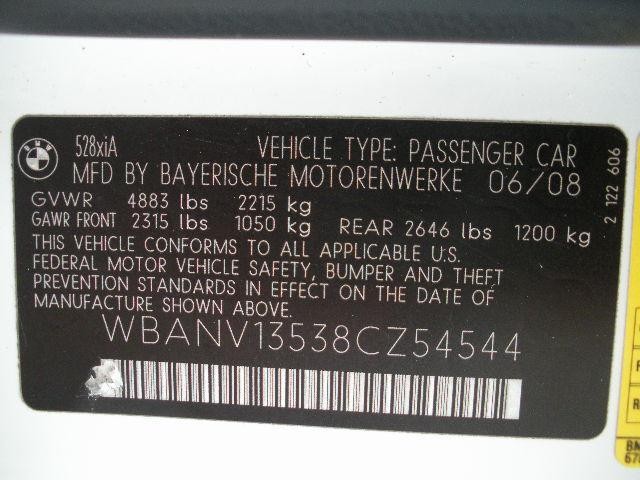 BMW
528xiA VEHICLE TYPE: PASSENGER CAR
MFD BY BAYERISCHE MOTORENWERKE 06/08
GVWR 4883 lbs 2215 kg
GAWR FRONT 2315 lbs 1050 kg REAR 2646 lbs 1200 kg
THIS VEHICLE CONFORMS TO ALL APPLICABLE U.S.
FEDERAL MOTOR VEHICLE SAFETY, BUMPER AND THEFT
PREVENTION STANDARDS IN EFFECT ON THE DATE OF
MANUFACTURE SHOWN ABOVE.
WBANV13538CZ54544
2 122 606